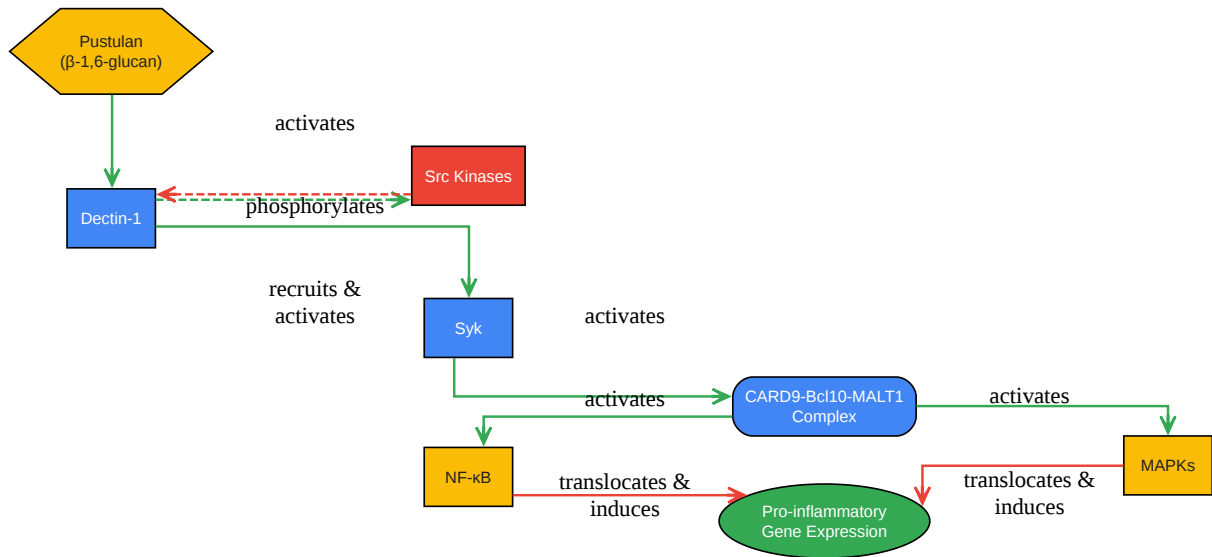 Pustulan
(β-1,6-glucan)
activates
Src Kinases
Dectin-1
phosphorylates
recruits &
activates
Syk
activates
activates
CARD9-Bcl10-MALT1
Complex
activates
NF-κB
MAPKs
translocates &
induces
translocates &
induces
Pro-inflammatory
Gene Expression